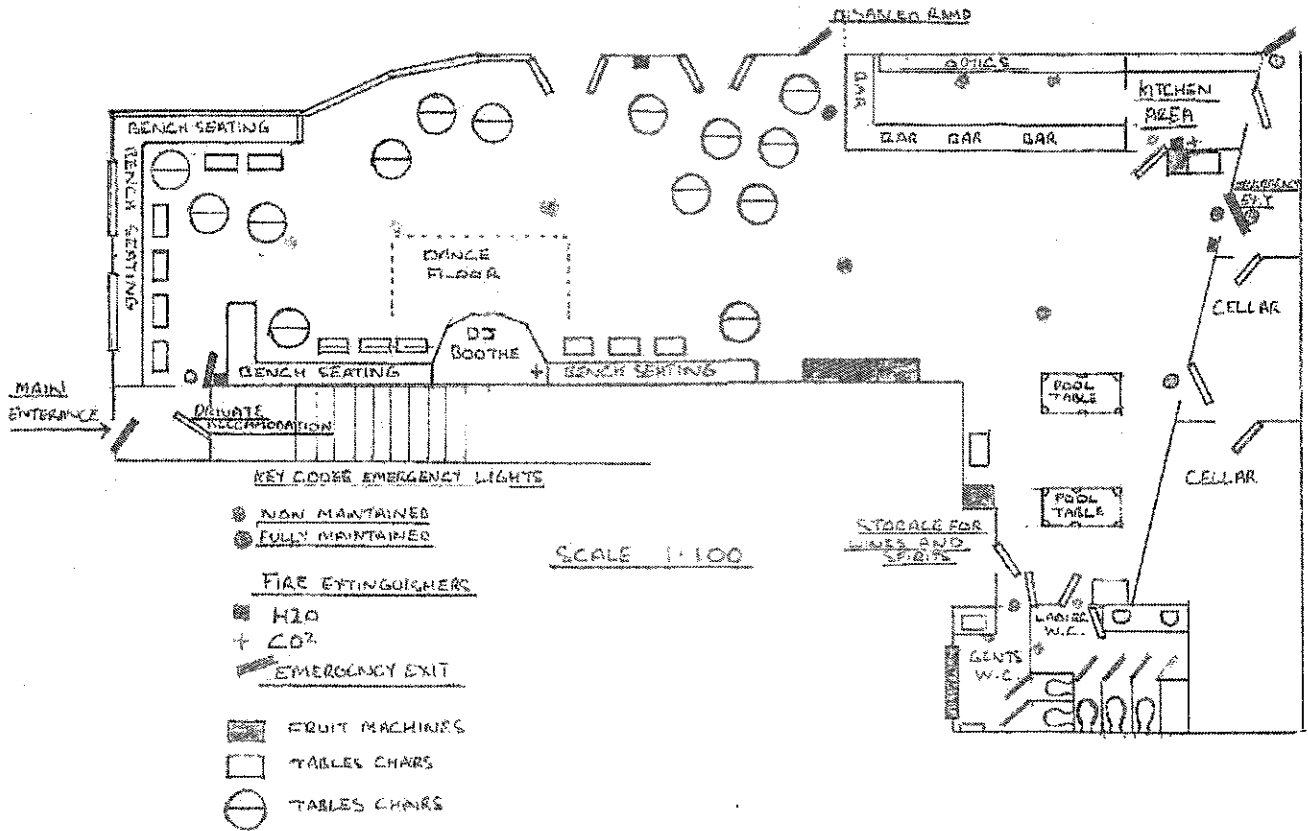 DISABLED RAMP
OPTICS
BAR
KITCHEN
AREA
BENCH SEATING
BAR BAR BAR
BENCH SEATING
EMERGENCY
EXIT
DANCE
FLOOR
CELLAR
DJ
BOOTHE
BENCH SEATING
BENCH SEATING
POOL
TABLE
MAIN
ENTERANCE
PRIVATE
ACCAMODATION
KEY CODES EMERGENCY LIGHTS
CELLAR
NON MAINTAINED
FULLY MAINTAINED
POOL
TABLE
SCALE 1:100
STORAGE FOR
WINES AND
SPIRITS
FIRE EXTINGUISHERS
H2O
CO²
LADIES
W.C.
GENTS
W.C.
EMERGENCY EXIT
FRUIT MACHINES
TABLES CHAIRS
TABLES CHAIRS